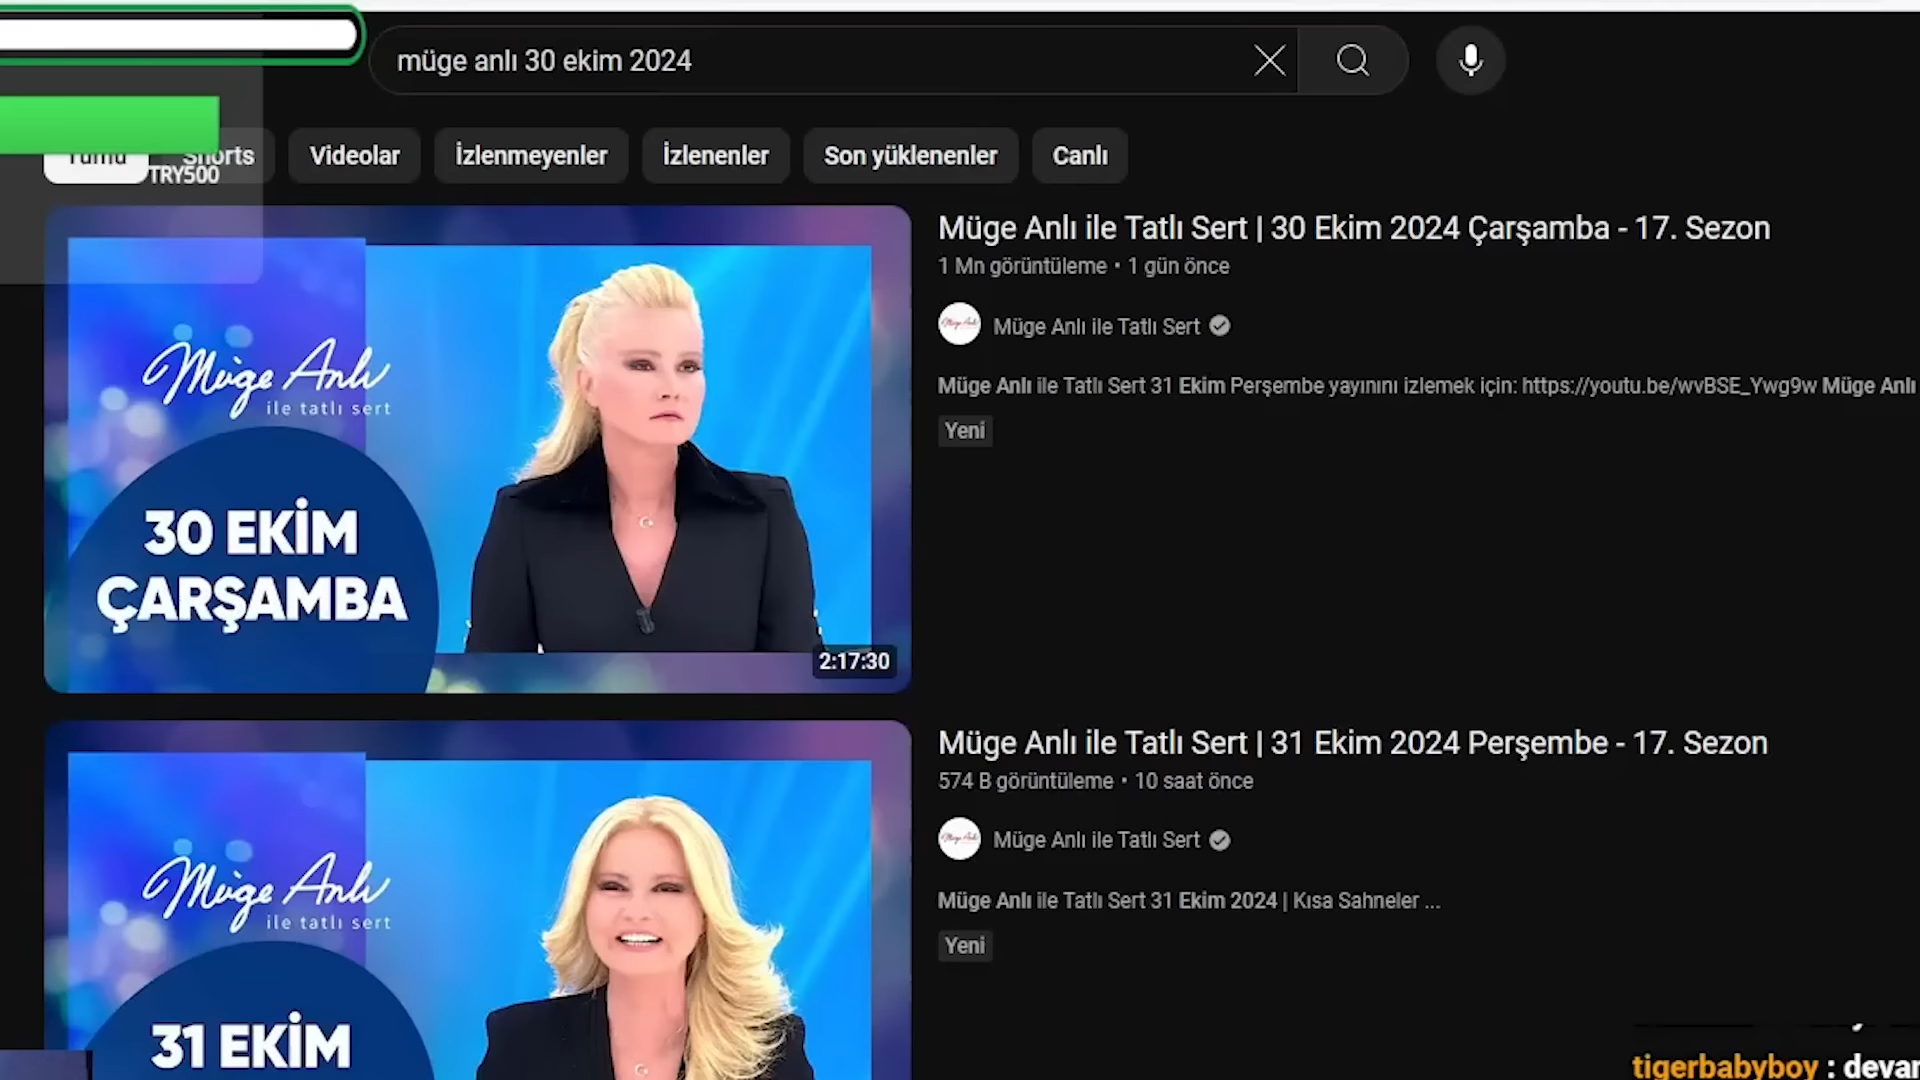 müge anlı 30 ekim 2024
Tümü Shorts Videolar İzlenmeyenler İzlenenler Son yüklenenler Canlı
TRY500
Müge Anlı
ile tatlı sert
30 EKİM
ÇARŞAMBA
2:17:30
Müge Anlı ile Tatlı Sert | 30 Ekim 2024 Çarşamba - 17. Sezon
1 Mn görüntüleme • 1 gün önce
Müge Anlı ile Tatlı Sert
Müge Anlı ile Tatlı Sert 31 Ekim Perşembe yayınını izlemek için: https://youtu.be/wvBSE_Ywg9w Müge Anlı
Yeni
Müge Anlı
ile tatlı sert
31 EKİM
Müge Anlı ile Tatlı Sert | 31 Ekim 2024 Perşembe - 17. Sezon
574 B görüntüleme • 10 saat önce
Müge Anlı ile Tatlı Sert
Müge Anlı ile Tatlı Sert 31 Ekim 2024 | Kısa Sahneler ...
Yeni
tigerbabyboy : devam